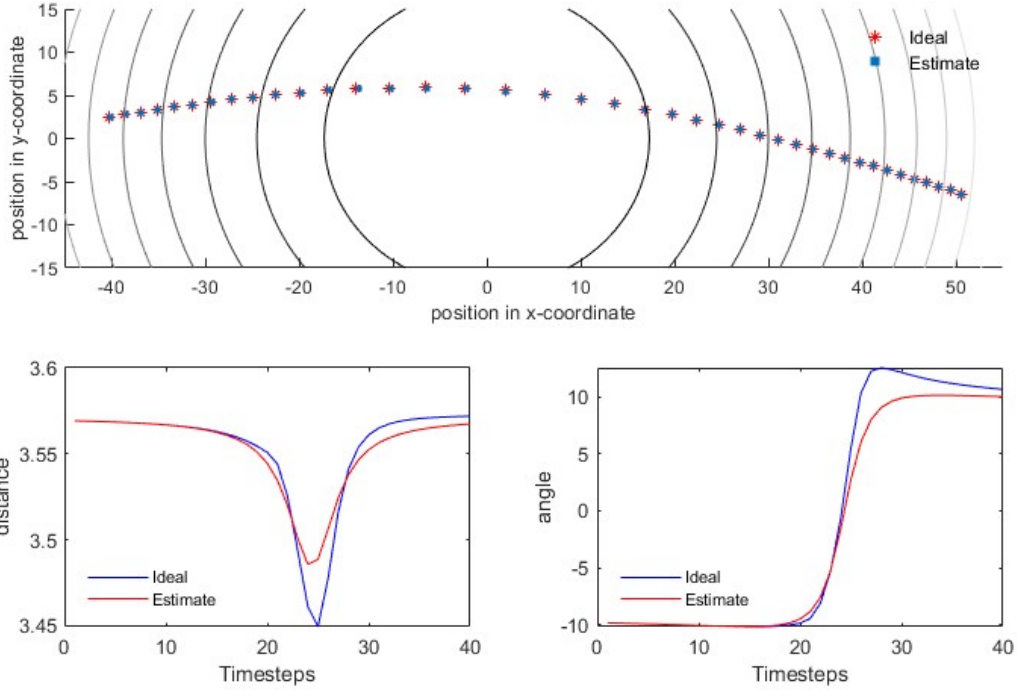 15
10
5
0
-5
-10
-15
position in y-coordinate
Ideal
Estimate
-40 -30 -20 -10 0 10 20 30 40 50
position in x-coordinate
3.6
3.55
3.5
3.45
distance
Ideal
Estimate
0 10 20 30 40
Timesteps
10
5
0
-5
-10
angle
Ideal
Estimate
0 10 20 30 40
Timesteps